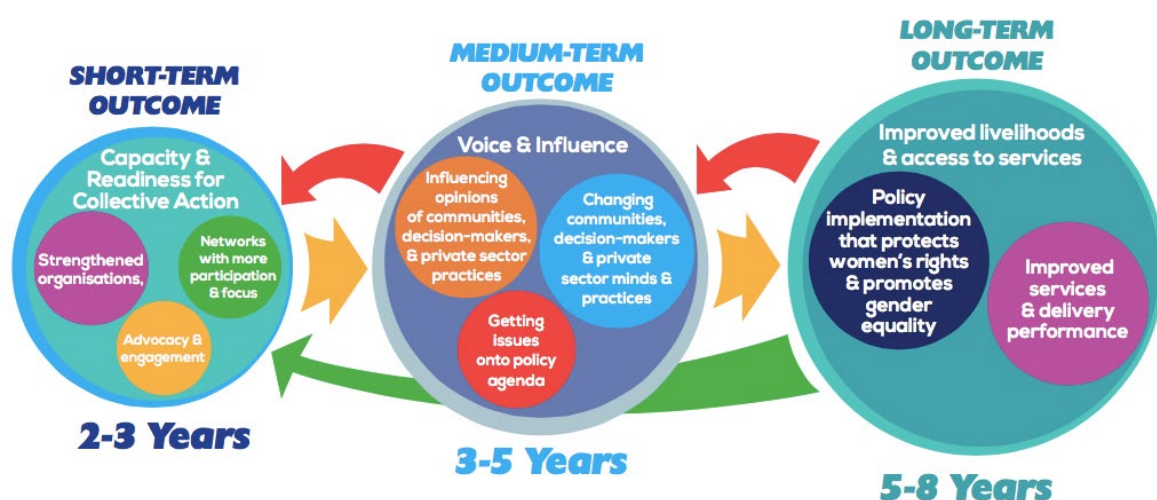 SHORT-TERM
OUTCOME
Capacity &
Readiness for
Collective Action
Strengthened
organisations,
Networks
with more
participation
& focus
Advocacy &
engagement
2-3 Years
MEDIUM-TERM
OUTCOME
Voice & Influence
Influencing
opinions
of communities,
decision-makers,
& private sector
practices
Changing
communities,
decision-makers
& private
sector minds &
practices
Getting
issues
onto policy
agenda
3-5 Years
LONG-TERM
OUTCOME
Improved livelihoods
& access to services
Policy
implementation
that protects
women's rights
& promotes
gender
equality
Improved
services
& delivery
performance
5-8 Years